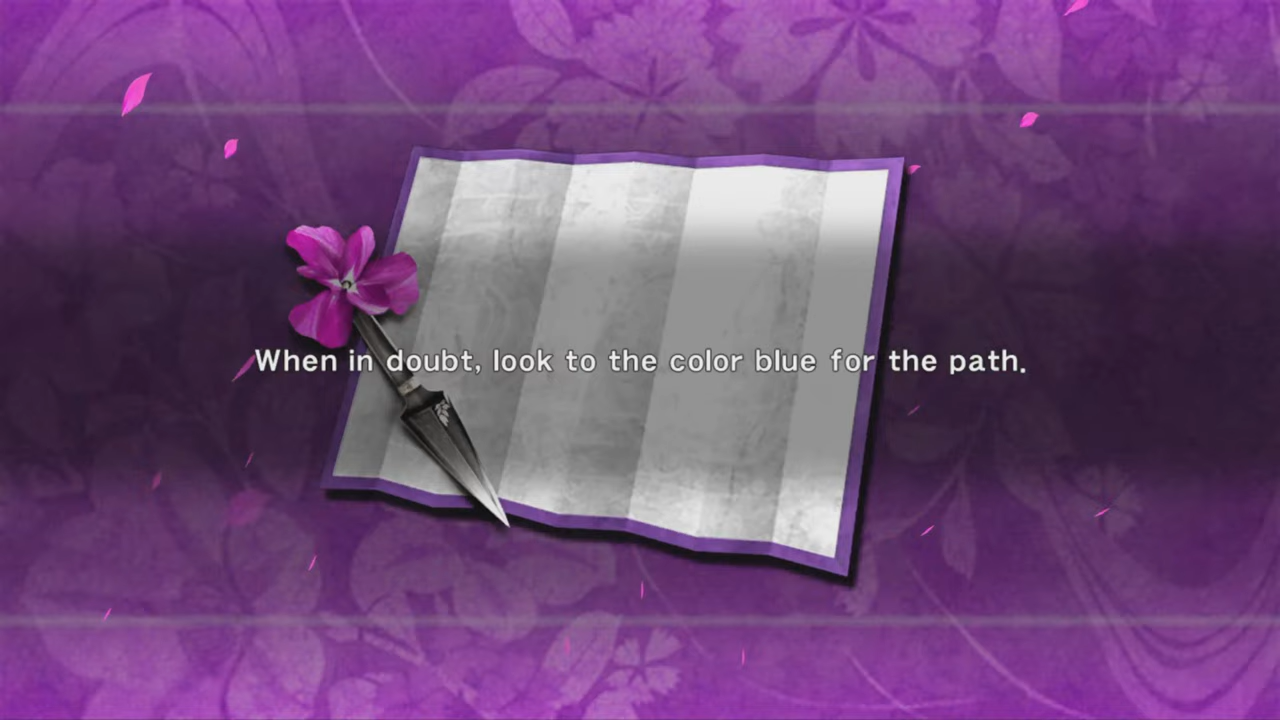 When in doubt, look to the color blue for the path.